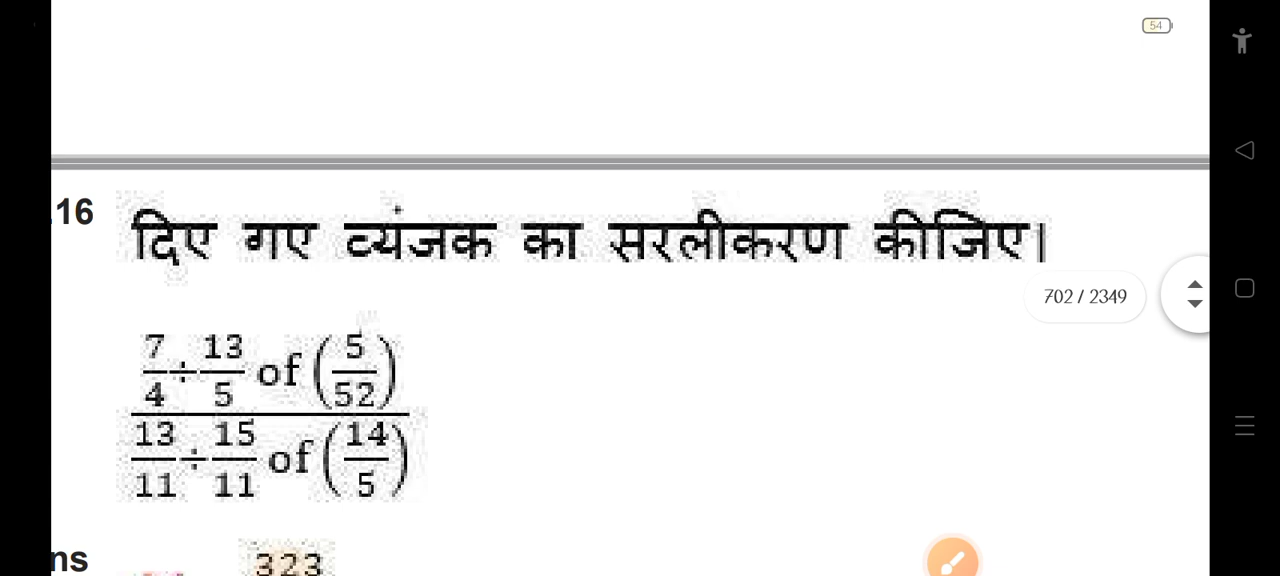 54
.16 दिए गए व्यंजक का सरलीकरण कीजिए।
702 / 2349
7/4 ÷ 13/5 of (5/52)
13/11 ÷ 15/11 of (14/5)
ns
323